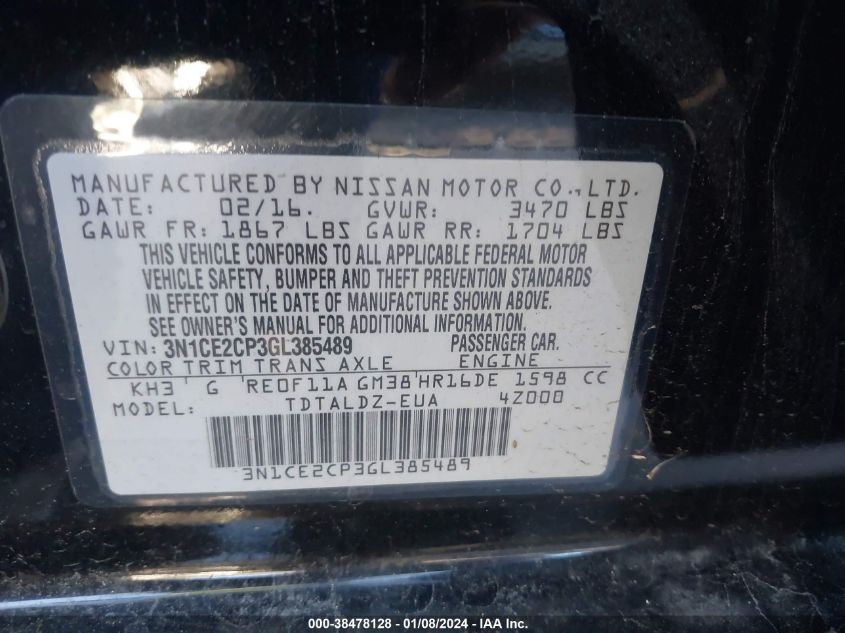 MANUFACTURED BY NISSAN MOTOR CO., LTD.
DATE: 02/16. GVWR: 3470 LBS
GAWR FR: 1867 LBS GAWR RR: 1704 LBS
THIS VEHICLE CONFORMS TO ALL APPLICABLE FEDERAL MOTOR
VEHICLE SAFETY, BUMPER AND THEFT PREVENTION STANDARDS
IN EFFECT ON THE DATE OF MANUFACTURE SHOWN ABOVE.
SEE OWNER'S MANUAL FOR ADDITIONAL INFORMATION.
VIN: 3N1CE2CP3GL385489 PASSENGER CAR.
COLOR TRIM TRANS AXLE ENGINE
KH3 G RE0F11A GM38 HR16DE 1598 CC
MODEL: TDTALDZ-EUA 4Z000
3N1CE2CP3GL385489
000-38478128 - 01/08/2024 - © IAA Inc.